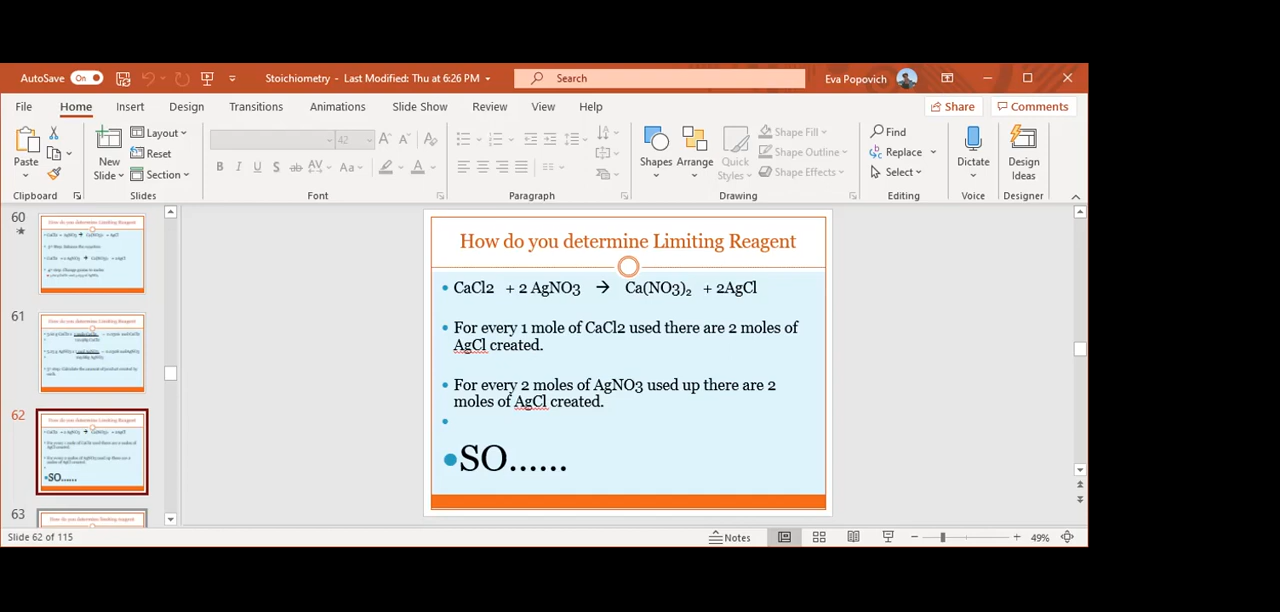 AutoSave On Stoichiometry - Last Modified: Thu at 6:26 PM Search Eva Popovich
File Home Insert Design Transitions Animations Slide Show Review View Help Share Comments
Paste New Slide Layout Reset Section 42 Shapes Arrange Quick Styles Shape Fill Shape Outline Shape Effects Find Replace Select Dictate Design Ideas
Clipboard Slides Font Paragraph Drawing Editing Voice Designer
60
61
62
63
How do you determine Limiting Reagent
• CaCl2 + 2 AgNO3 → Ca(NO3)₂ + 2AgCl
• For every 1 mole of CaCl2 used there are 2 moles of
AgCl created.
• For every 2 moles of AgNO3 used up there are 2
moles of AgCl created.
•
• SO......
Slide 62 of 115 Notes 49%